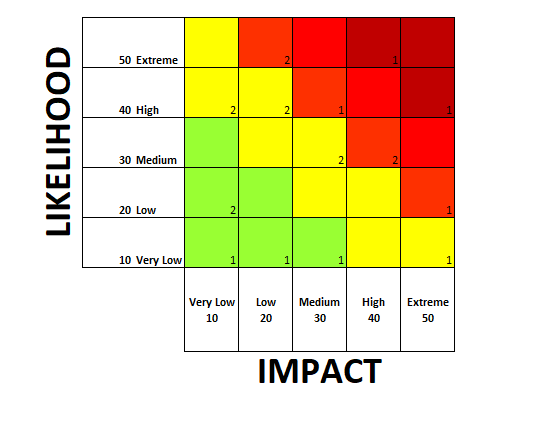 LIKELIHOOD
50 Extreme 2 1
40 High 2 2 1 1
30 Medium 2 2
20 Low 2 1
10 Very Low 1 1 1 1
Very Low Low Medium High Extreme
10 20 30 40 50
IMPACT